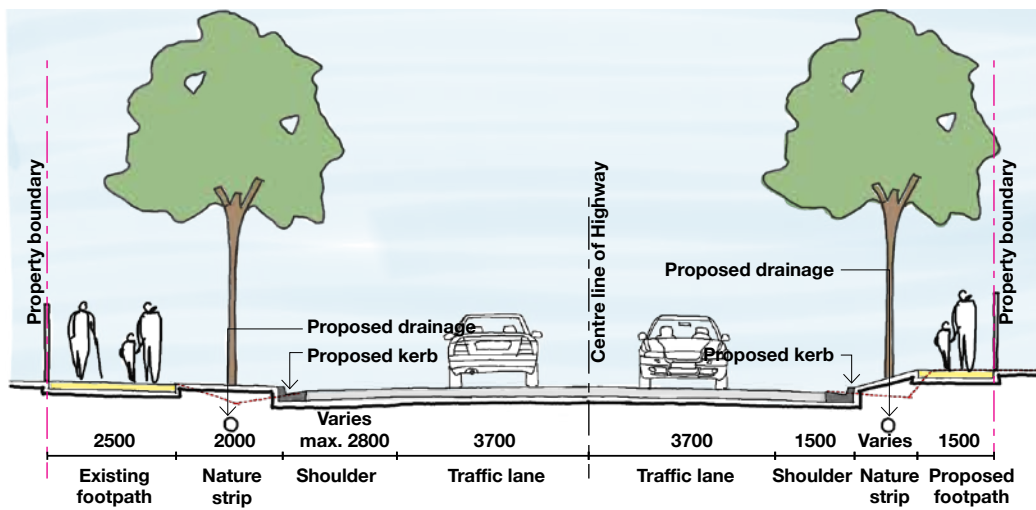 Property boundary
Centre line of Highway
Property boundary
Proposed drainage
Proposed drainage
Proposed kerb
Proposed kerb
2500
2000
Varies
max. 2800
3700
3700
1500
Varies
1500
Existing
footpath
Nature
strip
Shoulder
Traffic lane
Traffic lane
Shoulder
Nature
strip
Proposed
footpath